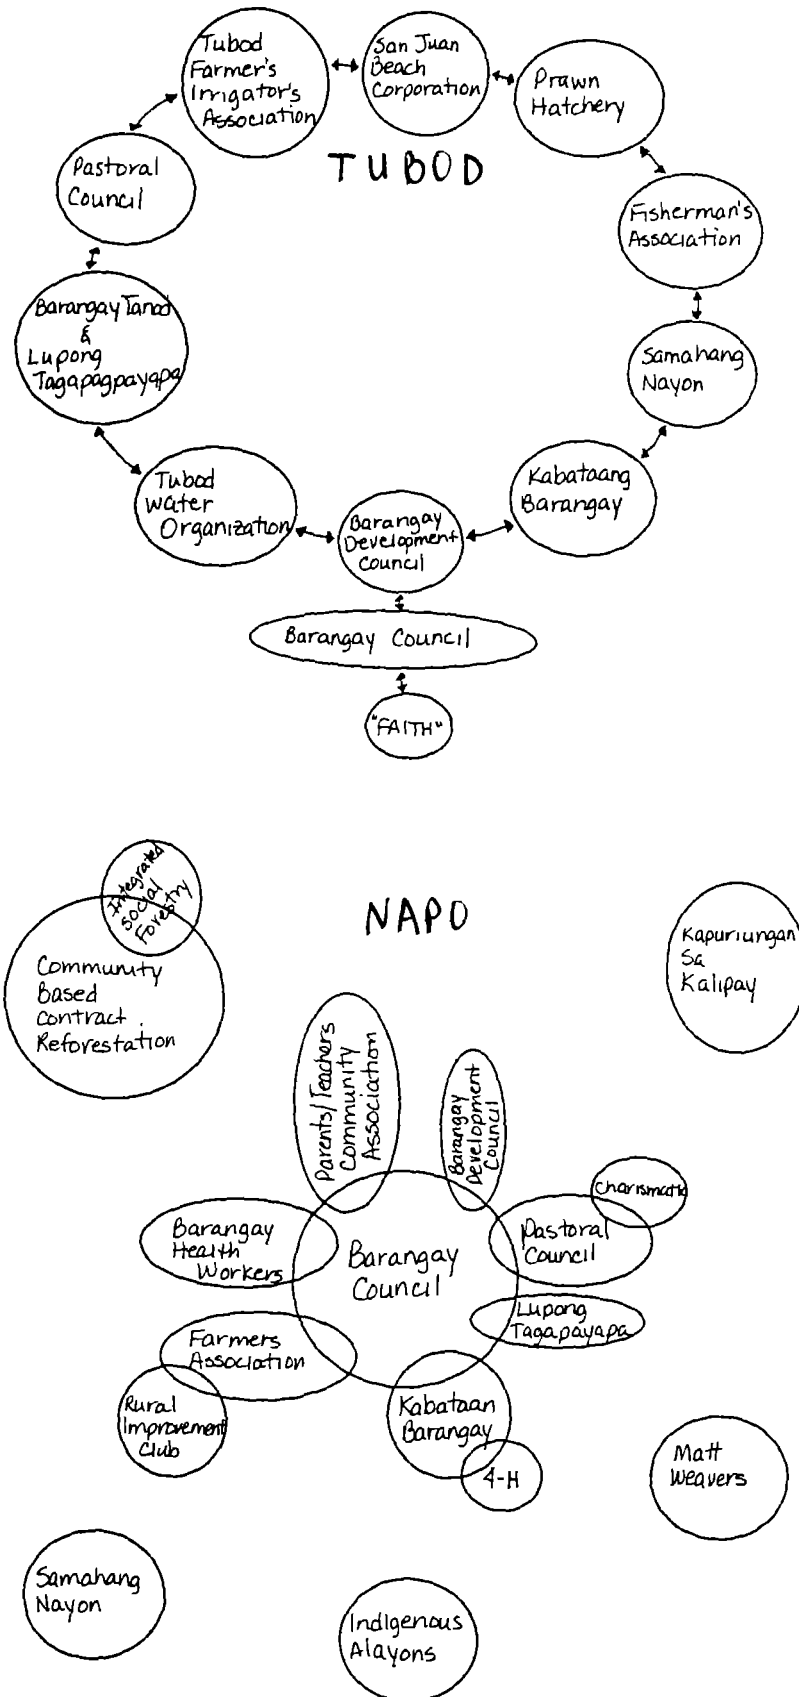 Tubod
Farmer's
Irrigator's
Association
San Juan
Beach
Corporation
Prawn
Hatchery
TUBOD
Pastoral
Council
Fisherman's
Association
Barangay Tanod
&
Lupong
Tagapagpayapa
Samahang
Nayon
Tubod
Water
Organization
Kabataang
Barangay
Barangay
Development
Council
Barangay Council
"FAITH"
Integrated
Social
Forestry
NAPO
Community
Based
Contract
Reforestation
Kapuriungan
Sa
Kalipay
Parents/Teachers
Community
Association
Barangay
Development
Council
Charismatic
Barangay
Health
Workers
Barangay
Council
Pastoral
Council
Lupong
Tagapayapa
Farmers
Association
Rural
Improvement
Club
Kabataan
Barangay
4-H
Matt
Weavers
Samahang
Nayon
Indigenous
Alayons